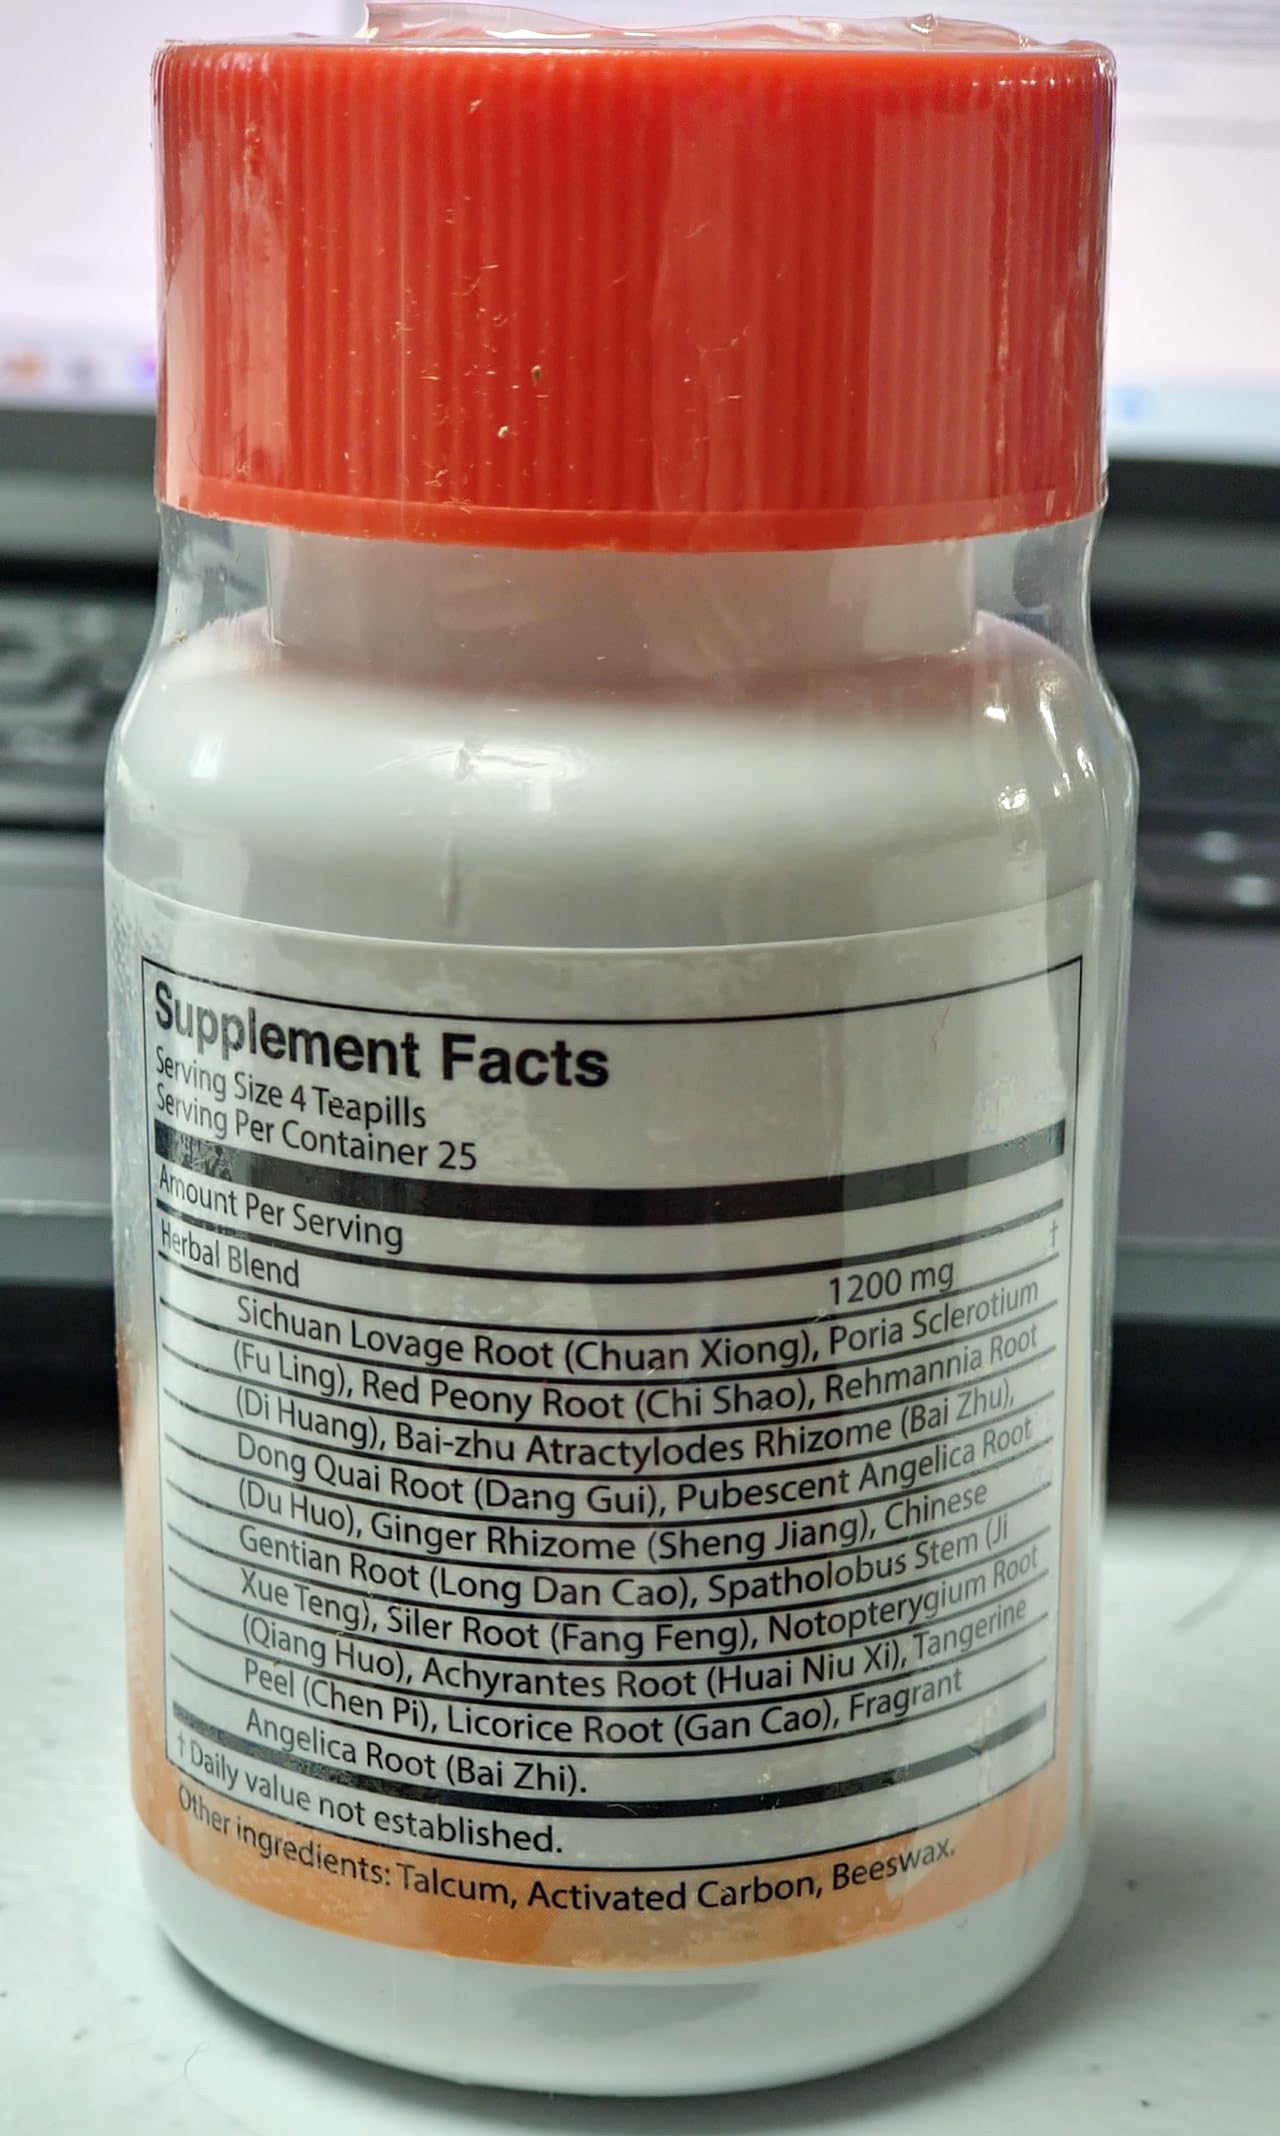 Supplement Facts
Serving Size 4 Teapills
Serving Per Container 25
Amount Per Serving
Herbal Blend 1200 mg †
Sichuan Lovage Root (Chuan Xiong), Poria Sclerotium
(Fu Ling), Red Peony Root (Chi Shao), Rehmannia Root
(Di Huang), Bai-zhu Atractylodes Rhizome (Bai Zhu),
Dong Quai Root (Dang Gui), Pubescent Angelica Root
(Du Huo), Ginger Rhizome (Sheng Jiang), Chinese
Gentian Root (Long Dan Cao), Spatholobus Stem (Ji
Xue Teng), Siler Root (Fang Feng), Notopterygium Root
(Qiang Huo), Achyrantes Root (Huai Niu Xi), Tangerine
Peel (Chen Pi), Licorice Root (Gan Cao), Fragrant
Angelica Root (Bai Zhi).
† Daily value not established.
Other ingredients: Talcum, Activated Carbon, Beeswax.